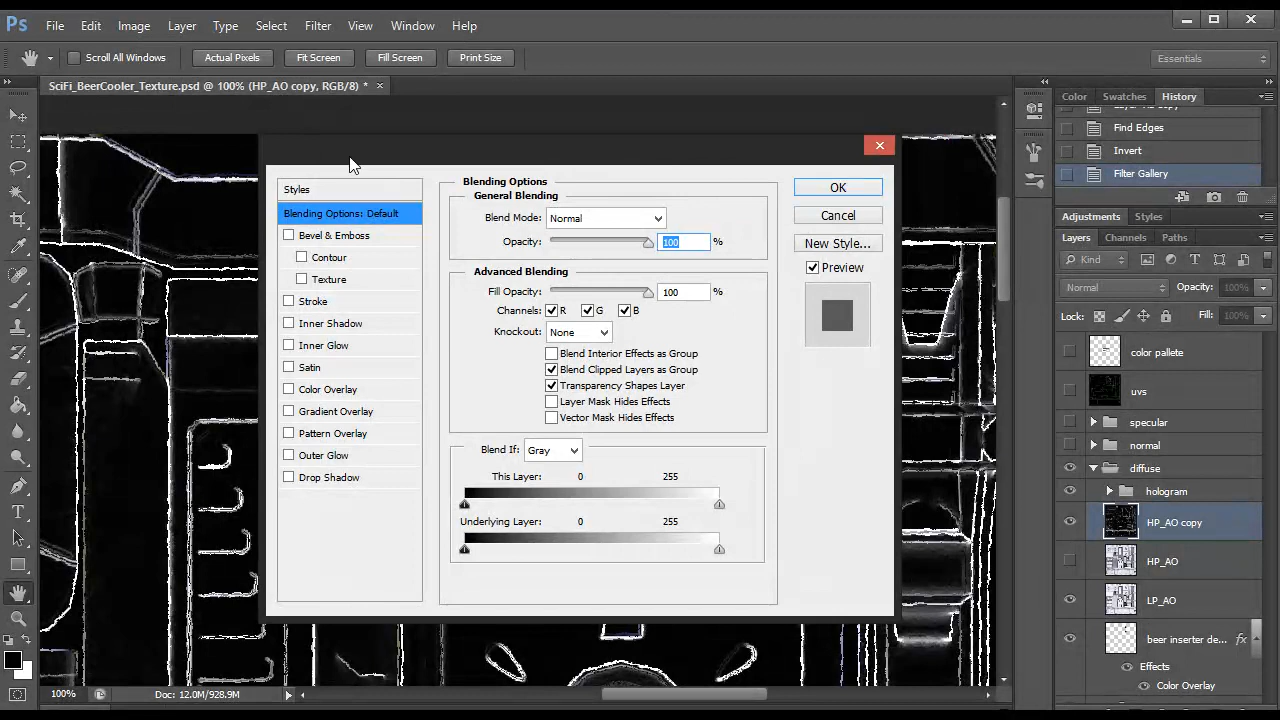 Ps File Edit Image Layer Type Select Filter View Window Help
Scroll All Windows Actual Pixels Fit Screen Fill Screen Print Size Essentials
SciFi_BeerCooler_Texture.psd @ 100% (HP_AO copy, RGB/8) * ×
Color Swatches History
Find Edges
Invert
Filter Gallery
Adjustments Styles
Layers Channels Paths
Kind
Normal Opacity: 100%
Lock: Fill: 100%
color pallete
uvs
specular
normal
diffuse
hologram
HP_AO copy
HP_AO
LP_AO
beer inserter de... fx
Effects
Color Overlay
Styles
Blending Options: Default
Bevel & Emboss
Contour
Texture
Stroke
Inner Shadow
Inner Glow
Satin
Color Overlay
Gradient Overlay
Pattern Overlay
Outer Glow
Drop Shadow
Blending Options
General Blending
Blend Mode: Normal
Opacity: 100 %
Advanced Blending
Fill Opacity: 100 %
Channels: R G B
Knockout: None
Blend Interior Effects as Group
Blend Clipped Layers as Group
Transparency Shapes Layer
Layer Mask Hides Effects
Vector Mask Hides Effects
Blend If: Gray
This Layer: 0 255
Underlying Layer: 0 255
OK
Cancel
New Style...
Preview
100% Doc: 12.0M/928.9M